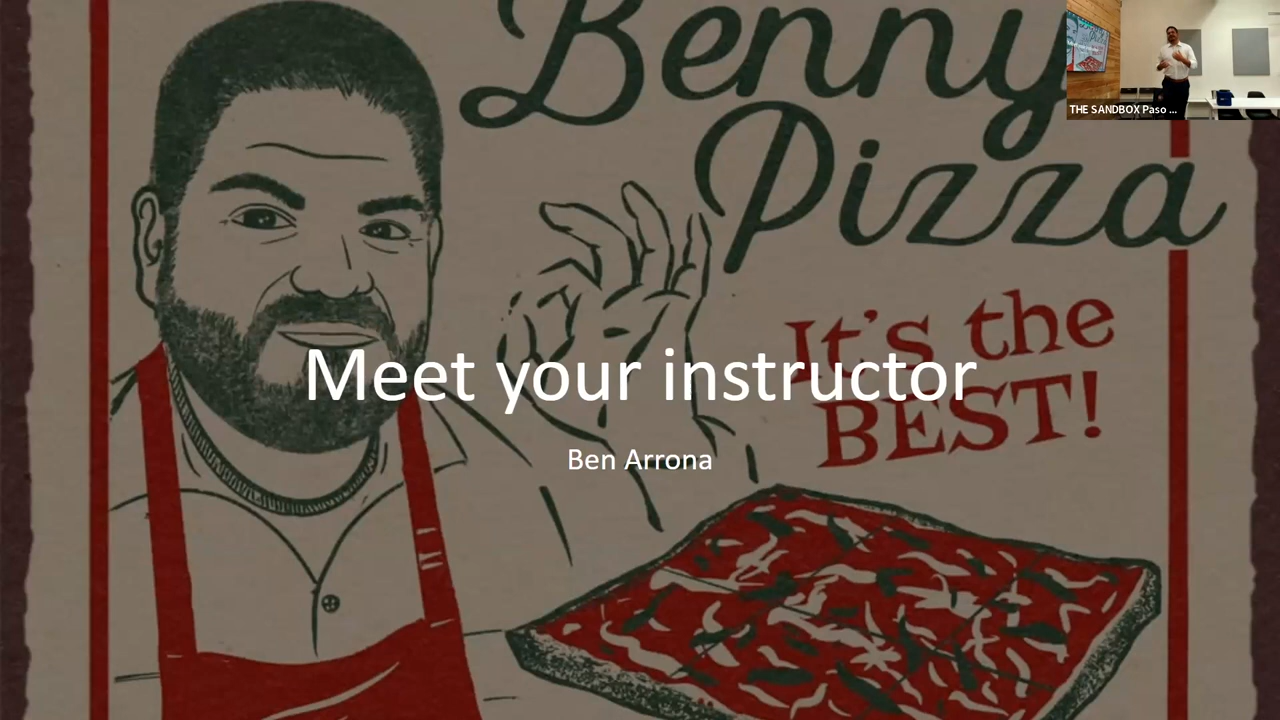 Benny
Pizza
It's the
BEST!
Meet your instructor
Ben Arrona
THE SANDBOX Paso ...